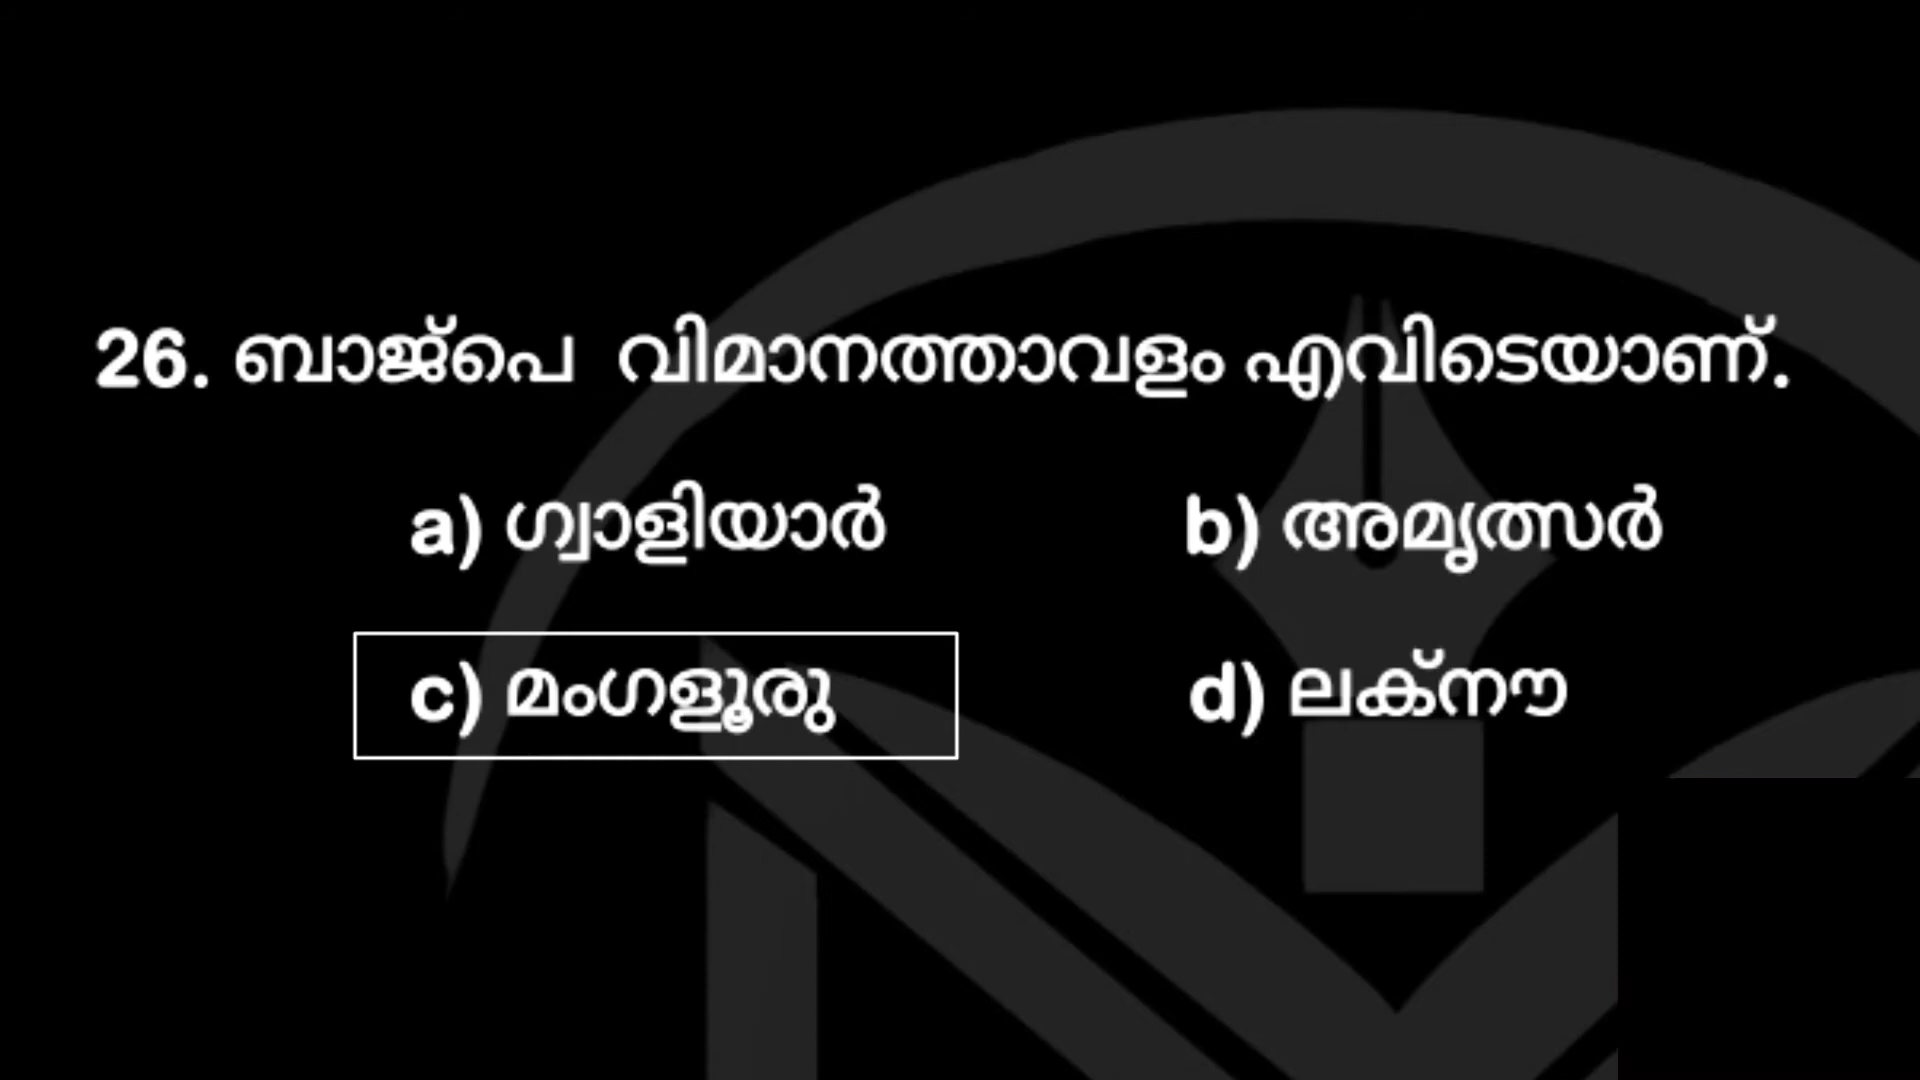 26. ബാജ്പെ വിമാനത്താവളം എവിടെയാണ്.
a) ഗ്വാളിയാർ b) അമൃത്സർ
c) മംഗളൂരു d) ലക്നൗ